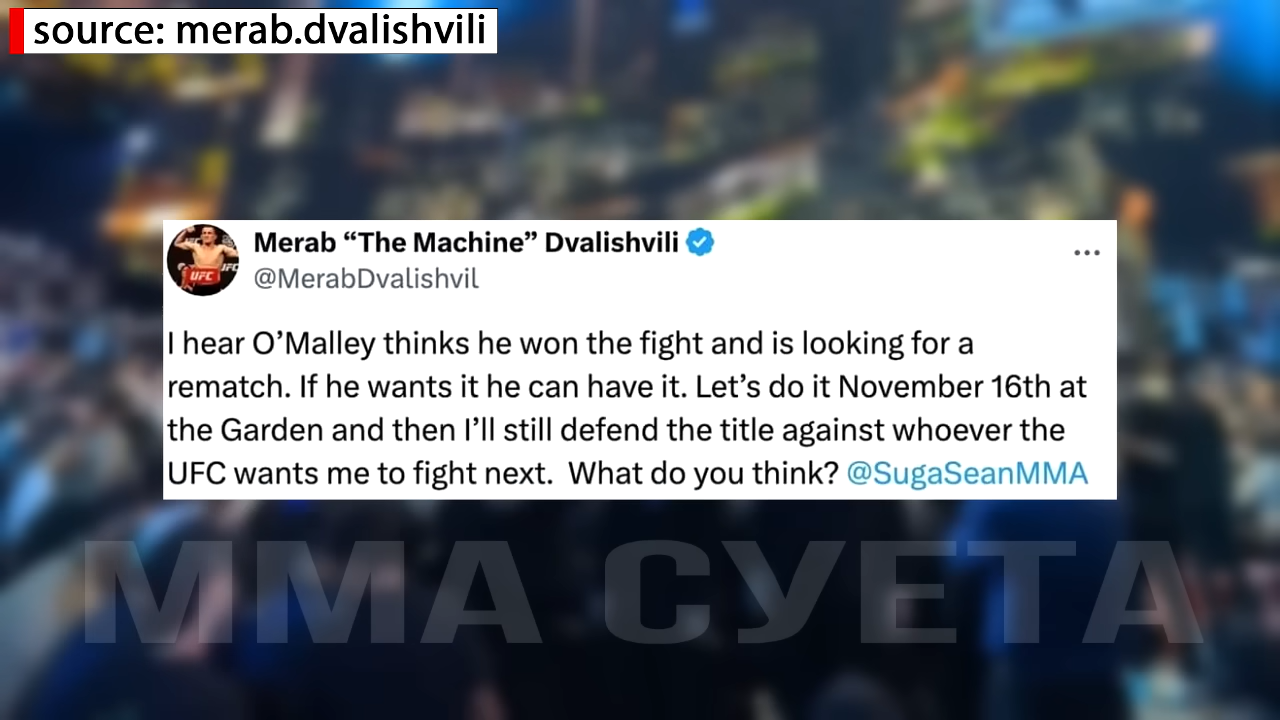 source: merab.dvalishvili
Merab “The Machine” Dvalishvili
@MerabDvalishvil
UFC
I hear O’Malley thinks he won the fight and is looking for a
rematch. If he wants it he can have it. Let’s do it November 16th at
the Garden and then I’ll still defend the title against whoever the
UFC wants me to fight next.  What do you think? @SugaSeanMMA
ММА СУЕТА